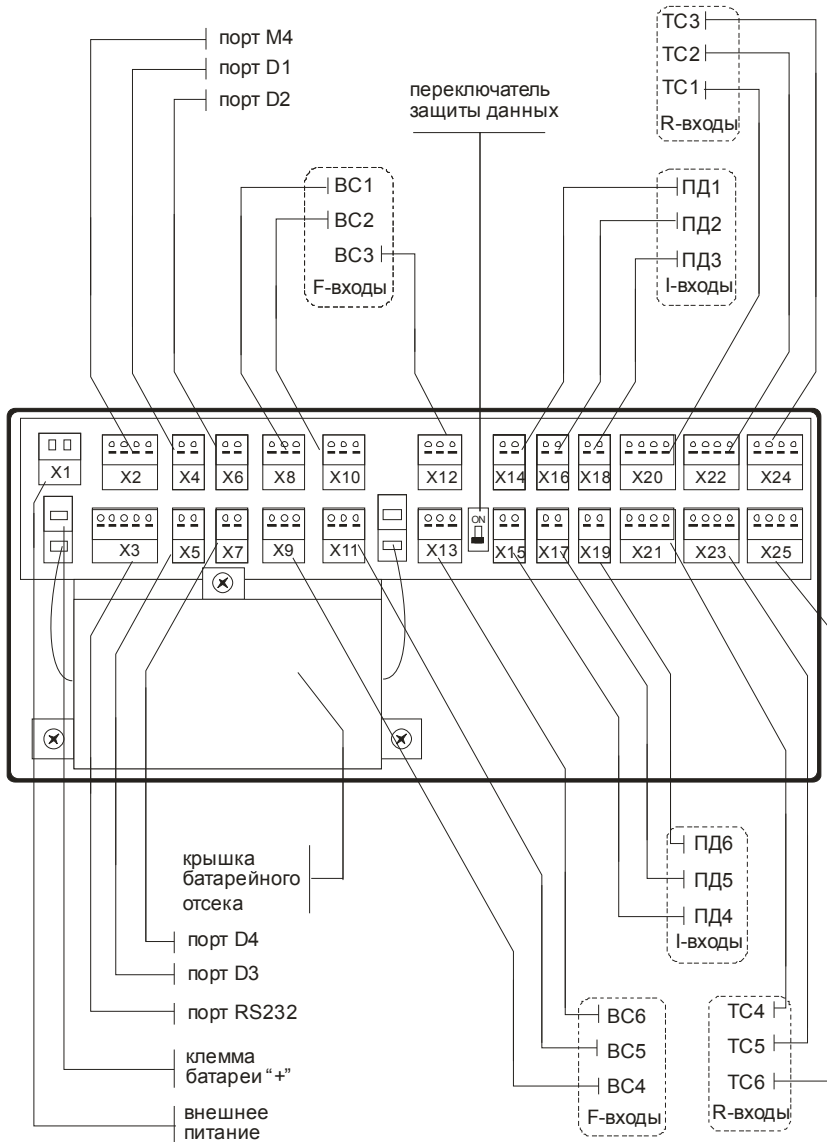 порт М4
порт D1
порт D2
переключатель
защиты данных
ВС1
ВС2
ВС3
F-входы
ТС3
ТС2
ТС1
R-входы
ПД1
ПД2
ПД3
I-входы
X1
X2
X4
X6
X8
X10
X12
X14
X16
X18
X20
X22
X24
X3
X5
X7
X9
X11
X13
ON
X15
X17
X19
X21
X23
X25
крышка
батарейного
отсека
порт D4
порт D3
порт RS232
клемма
батареи “+”
внешнее
питание
ПД6
ПД5
ПД4
I-входы
ВС6
ВС5
ВС4
F-входы
ТС4
ТС5
ТС6
R-входы